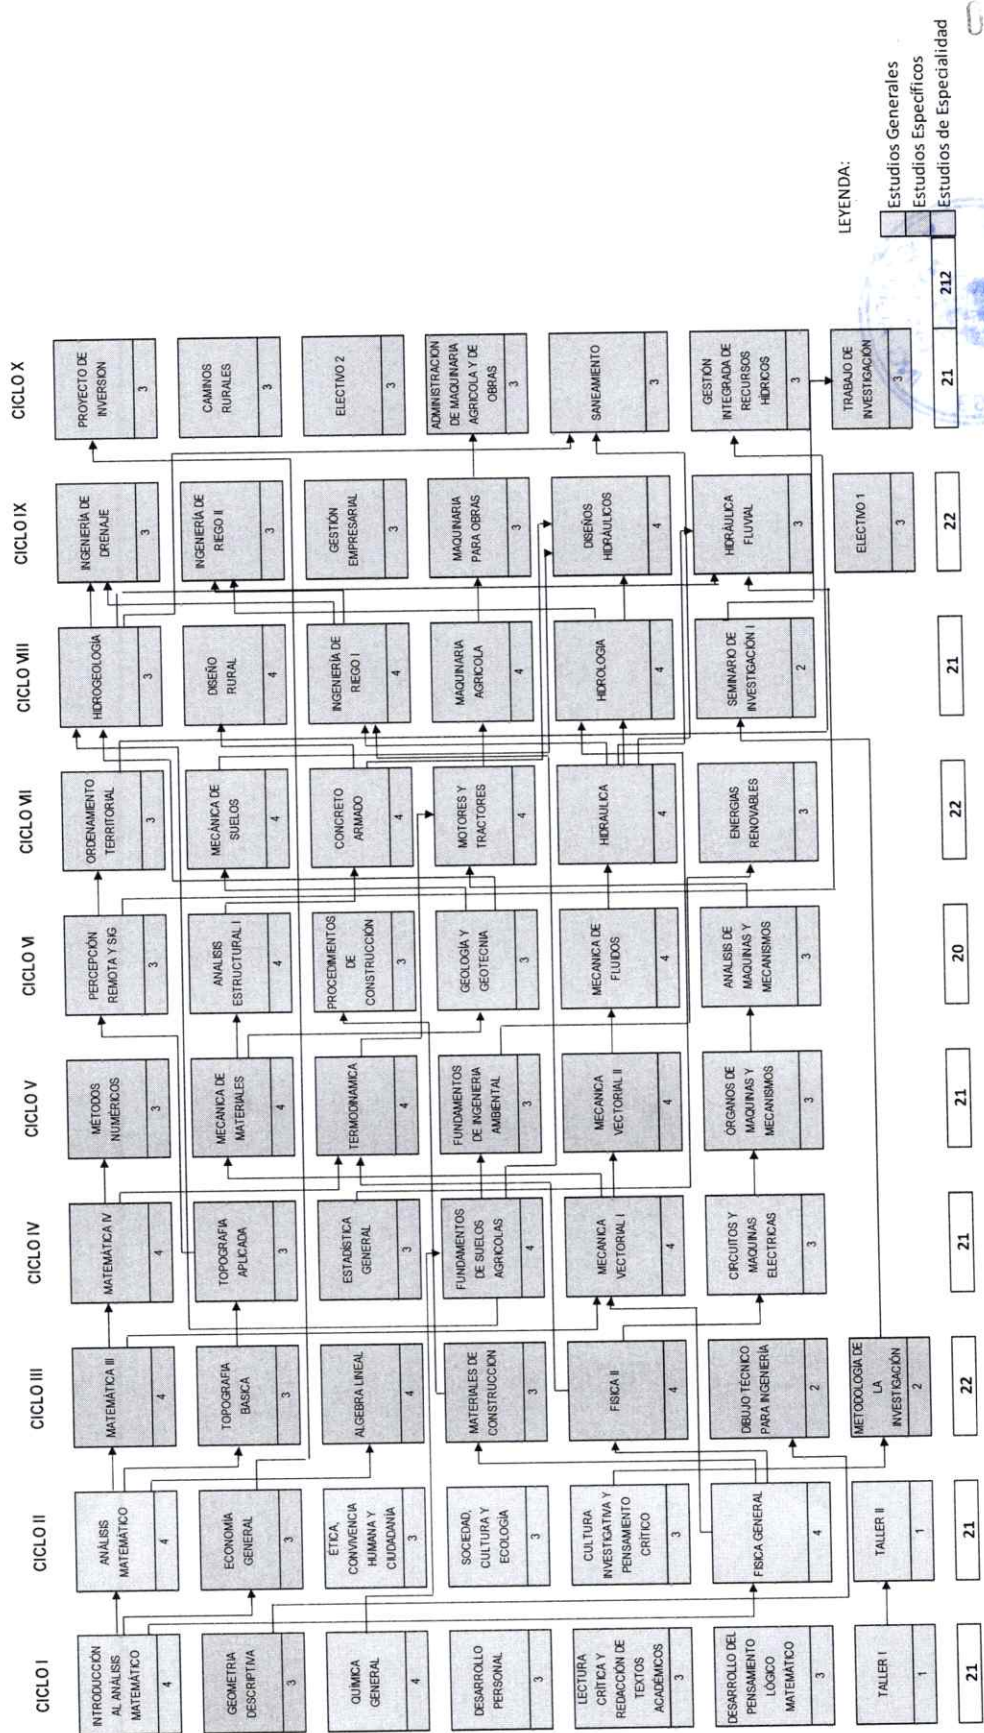 CICLO I
INTRODUCCIÓN
AL ANÁLISIS
MATEMÁTICO
4
GEOMETRIA
DESCRIPTIVA
3
QUÍMICA
GENERAL
4
DESARROLLO
PERSONAL
3
LECTURA
CRÍTICA Y
REDACCIÓN DE
TEXTOS
ACADÉMICOS
3
DESARROLLO DEL
PENSAMIENTO
LÓGICO
MATEMÁTICO
3
TALLER I
1
21
CICLO II
ANÁLISIS
MATEMÁTICO
4
ECONOMÍA
GENERAL
3
ÉTICA,
CONVIVENCIA
HUMANA Y
CIUDADANÍA
3
SOCIEDAD,
CULTURA Y
ECOLOGÍA
3
CULTURA
INVESTIGATIVA Y
PENSAMIENTO
CRÍTICO
3
FISICA GENERAL
4
TALLER II
1
21
CICLO III
MATEMÁTICA III
4
TOPOGRAFIA
BASICA
3
ALGEBRA LINEAL
4
MATERIALES DE
CONSTRUCCION
3
FISICA II
4
DIBUJO TÉCNICO
PARA INGENIERÍA
2
METODOLOGÍA DE
LA
INVESTIGACIÓN
2
22
CICLO IV
MATEMÁTICA IV
4
TOPOGRAFIA
APLICADA
3
ESTADÍSTICA
GENERAL
3
FUNDAMENTOS
DE SUELOS
AGRICOLAS
4
MECANICA
VECTORIAL I
4
CIRCUITOS Y
MAQUINAS
ELECTRICAS
3
21
CICLO V
MÉTODOS
NUMÉRICOS
3
MECANICA DE
MATERIALES
4
TERMODINAMICA
4
FUNDAMENTOS
DE INGENIERIA
AMBIENTAL
3
MECANICA
VECTORIAL II
4
ORGANOS DE
MAQUINAS Y
MECANISMOS
3
21
CICLO VI
PERCEPCIÓN
REMOTA Y SIG
3
ANALISIS
ESTRUCTURAL I
4
PROCEDIMIENTOS
DE
CONSTRUCCION
3
GEOLOGÍA Y
GEOTECNIA
3
MECANICA DE
FLUIDOS
4
ANALISIS DE
MAQUINAS Y
MECANISMOS
3
20
CICLO VII
ORDENAMIENTO
TERRITORIAL
3
MECÁNICA DE
SUELOS
4
CONCRETO
ARMADO
4
MOTORES Y
TRACTORES
4
HIDRAULICA
4
ENERGIAS
RENOVABLES
3
22
CICLO VIII
HIDROGEOLOGÍA
3
DISEÑO
RURAL
4
INGENIERÍA DE
RIEGO I
4
MAQUINARIA
AGRICOLA
4
HIDROLOGIA
4
SEMINARIO DE
INVESTIGACIÓN I
2
21
CICLO IX
INGENIERÍA DE
DRENAJE
3
INGENIERÍA DE
RIEGO II
3
GESTIÓN
EMPRESARIAL
3
MAQUINARIA
PARA OBRAS
3
DISEÑOS
HIDRÁULICOS
4
HIDRÁULICA
FLUVIAL
3
ELECTIVO 1
3
22
CICLO X
PROYECTO DE
INVERSION
3
CAMINOS
RURALES
3
ELECTIVO 2
3
ADMINISTRACION
DE MAQUINARIA
AGRICOLA Y DE
OBRAS
3
SANEAMIENTO
3
GESTIÓN
INTEGRADA DE
RECURSOS
HÍDRICOS
3
TRABAJO DE
INVESTIGACIÓN
3
21
212
LEYENDA:
Estudios Generales
Estudios Específicos
Estudios de Especialidad